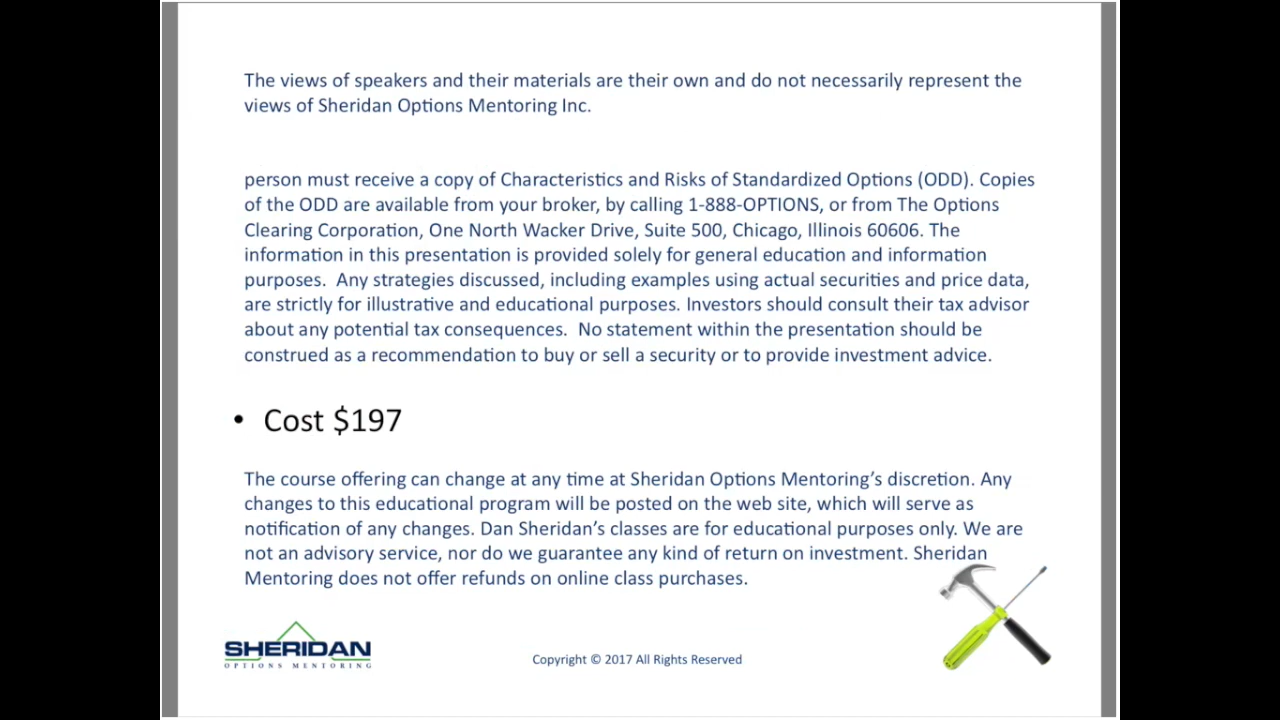 The views of speakers and their materials are their own and do not necessarily represent the
views of Sheridan Options Mentoring Inc.
person must receive a copy of Characteristics and Risks of Standardized Options (ODD). Copies
of the ODD are available from your broker, by calling 1-888-OPTIONS, or from The Options
Clearing Corporation, One North Wacker Drive, Suite 500, Chicago, Illinois 60606. The
information in this presentation is provided solely for general education and information
purposes.  Any strategies discussed, including examples using actual securities and price data,
are strictly for illustrative and educational purposes. Investors should consult their tax advisor
about any potential tax consequences.  No statement within the presentation should be
construed as a recommendation to buy or sell a security or to provide investment advice.
• Cost $197
The course offering can change at any time at Sheridan Options Mentoring’s discretion. Any
changes to this educational program will be posted on the web site, which will serve as
notification of any changes. Dan Sheridan’s classes are for educational purposes only. We are
not an advisory service, nor do we guarantee any kind of return on investment. Sheridan
Mentoring does not offer refunds on online class purchases.
SHERIDAN
OPTIONS MENTORING
Copyright © 2017 All Rights Reserved